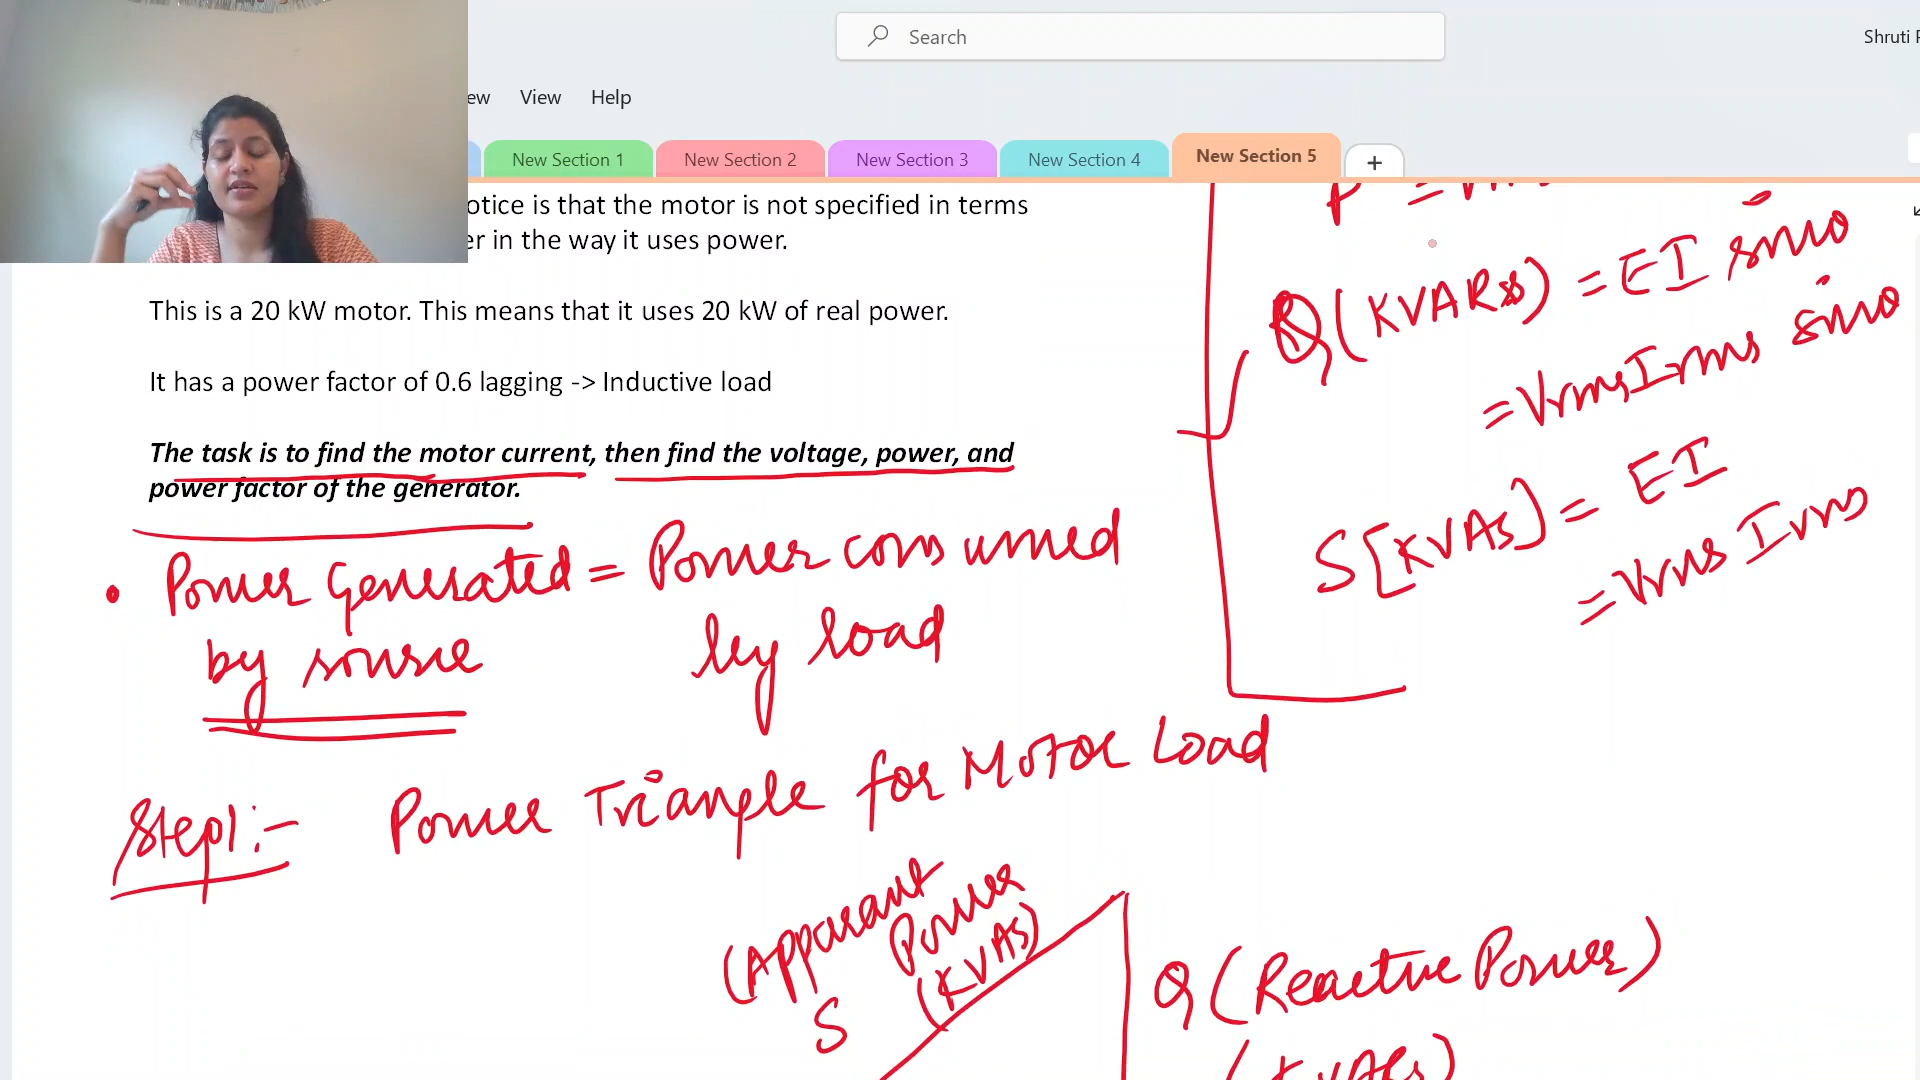 Search
Shruti
ew View Help
New Section 1 New Section 2 New Section 3 New Section 4 New Section 5 +
otice is that the motor is not specified in terms
er in the way it uses power.
This is a 20 kW motor. This means that it uses 20 kW of real power.
It has a power factor of 0.6 lagging -> Inductive load
The task is to find the motor current, then find the voltage, power, and
power factor of the generator.
• Power Generated = Power consumed
by source by load
P =
Q (KVARs) = EI sinθ
= Vrms Irms sinθ
S [KVAs] = EI
= Vrms Irms
Step1:- Power Triangle for Motor Load
(Apparant
Power
S (KVAs)
Q (Reactive Power)
(KVARs)